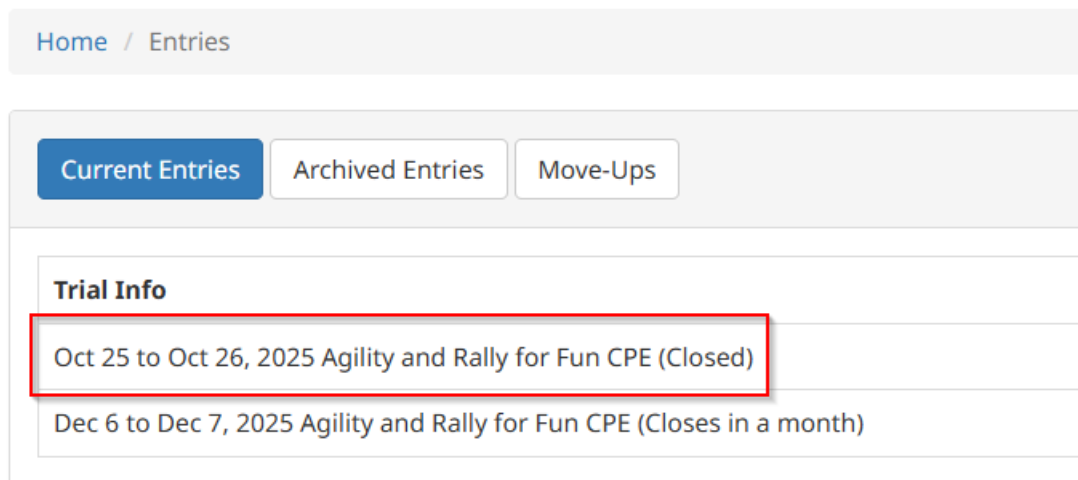 Home / Entries
Current Entries Archived Entries Move-Ups
Trial Info
Oct 25 to Oct 26, 2025 Agility and Rally for Fun CPE (Closed)
Dec 6 to Dec 7, 2025 Agility and Rally for Fun CPE (Closes in a month)